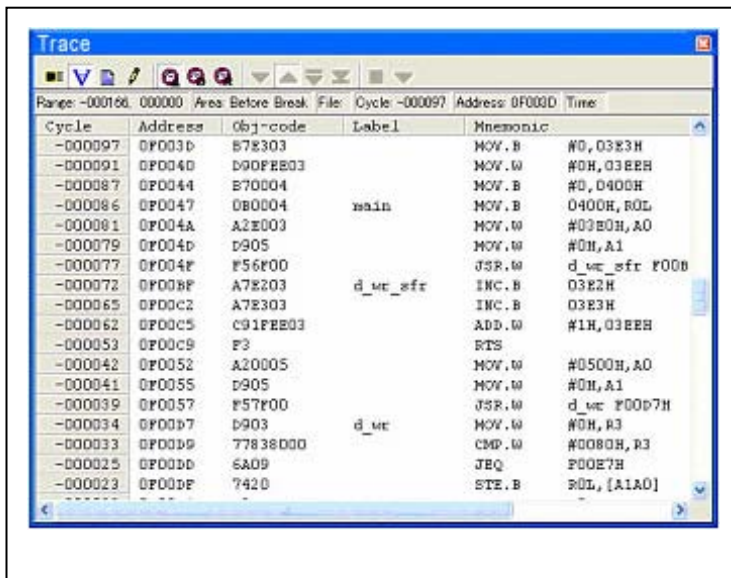 Trace
Range: -000166, 000000 Area: Before Break File: Cycle: -000097 Address: 0F003D Time:
Cycle Address Obj-code Label Mnemonic
-000097 0F003D B7E303 MOV.B #0,03E3H
-000091 0F0040 D90FEE03 MOV.W #0H,03EEH
-000087 0F0044 B70004 MOV.B #0,0400H
-000086 0F0047 0B0004 main MOV.B 0400H,R0L
-000081 0F004A A2E003 MOV.W #03E0H,A0
-000079 0F004D D905 MOV.W #0H,A1
-000077 0F004F F56F00 JSR.W d_wr_sfr F00B
-000072 0F00BF A7E203 d_wr_sfr INC.B 03E2H
-000065 0F00C2 A7E303 INC.B 03E3H
-000062 0F00C5 C91FEE03 ADD.W #1H,03EEH
-000053 0F00C9 F3 RTS
-000042 0F0052 A20005 MOV.W #0500H,A0
-000041 0F0055 D905 MOV.W #0H,A1
-000039 0F0057 F57F00 JSR.W d_wr F00D7H
-000034 0F00D7 D903 d_wr MOV.W #0H,R3
-000033 0F00D9 77838000 CMP.W #0080H,R3
-000025 0F00DD 6A09 JEQ F00E7H
-000023 0F00DF 7420 STE.B R0L,[A1A0]